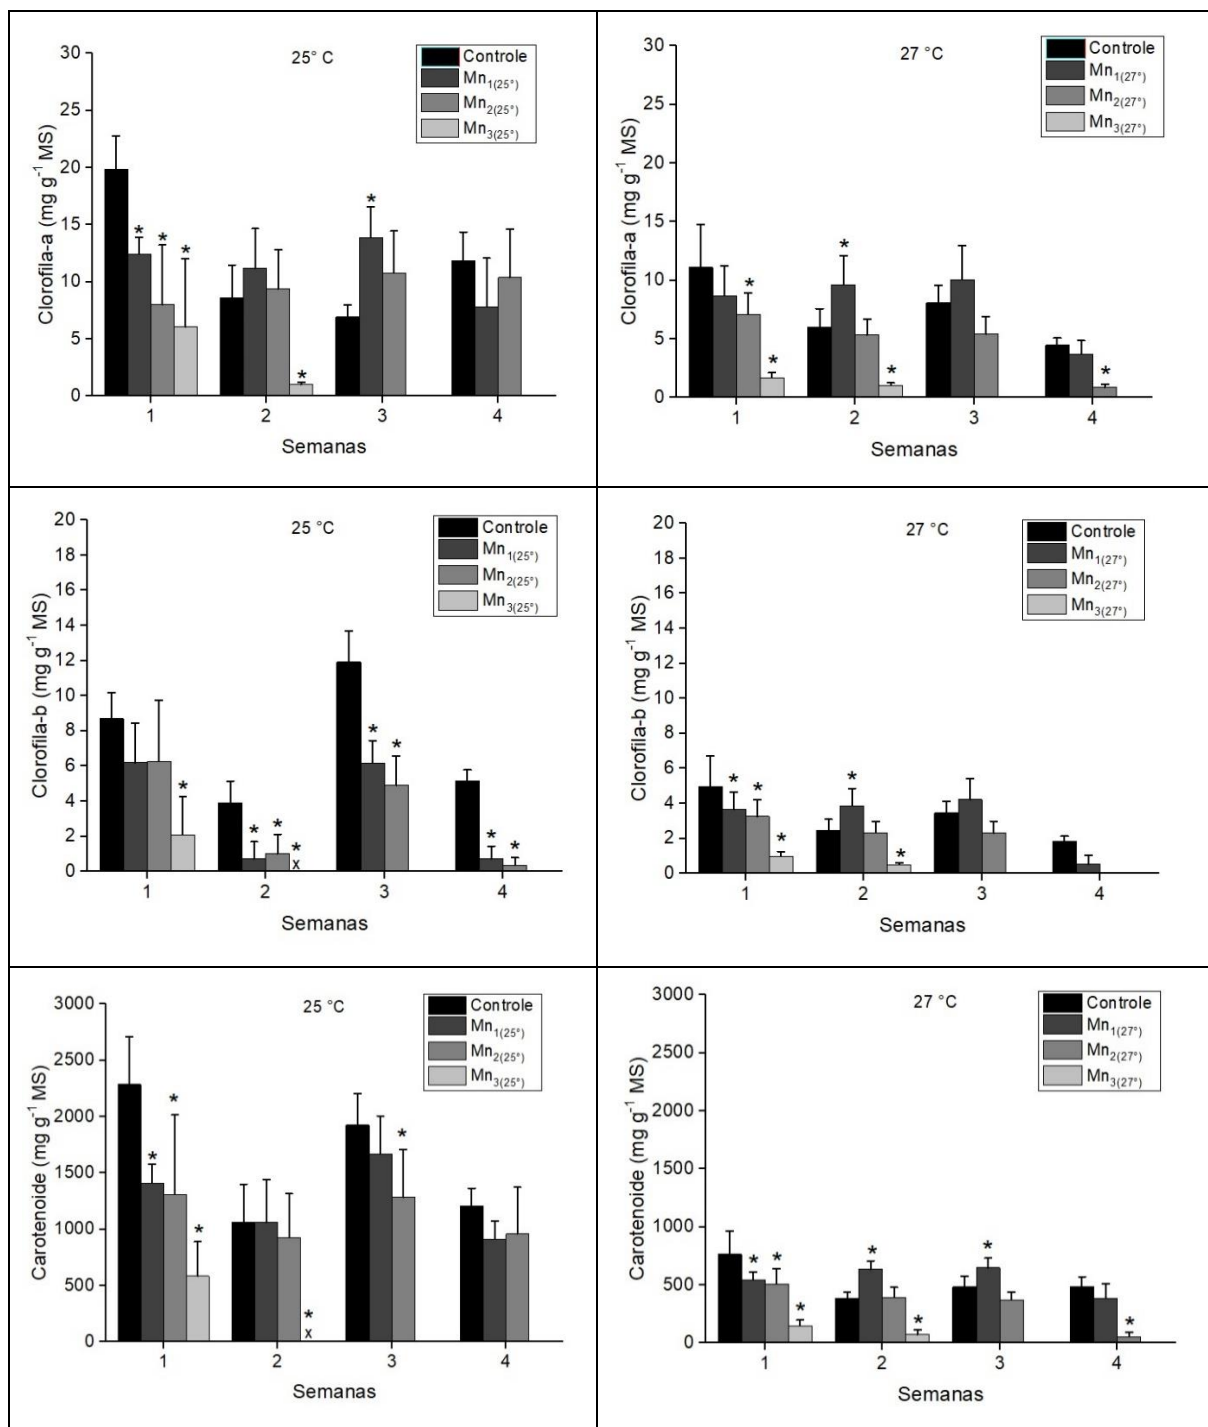 25° C
Controle
Mn1(25°)
Mn2(25°)
Mn3(25°)
Clorofila-a (mg g-1 MS)
30
25
20
15
10
5
0
* * *
*
*
1 2 3 4
Semanas
27 °C
Controle
Mn1(27°)
Mn2(27°)
Mn3(27°)
Clorofila-a (mg g-1 MS)
30
25
20
15
10
5
0
* *
* *
*
1 2 3 4
Semanas
25 °C
Controle
Mn1(25°)
Mn2(25°)
Mn3(25°)
Clorofila-b (mg g-1 MS)
20
18
16
14
12
10
8
6
4
2
0
*
* * *
x
* *
* *
1 2 3 4
Semanas
27 °C
Controle
Mn1(27°)
Mn2(27°)
Mn3(27°)
Clorofila-b (mg g-1 MS)
20
18
16
14
12
10
8
6
4
2
0
* * *
* *
1 2 3 4
Semanas
25 °C
Controle
Mn1(25°)
Mn2(25°)
Mn3(25°)
Carotenoide (mg g-1 MS)
3000
2500
2000
1500
1000
500
0
* * *
*
x
*
1 2 3 4
Semanas
27 °C
Controle
Mn1(27°)
Mn2(27°)
Mn3(27°)
Carotenoide (mg g-1 MS)
3000
2500
2000
1500
1000
500
0
* * *
* *
*
*
1 2 3 4
Semanas